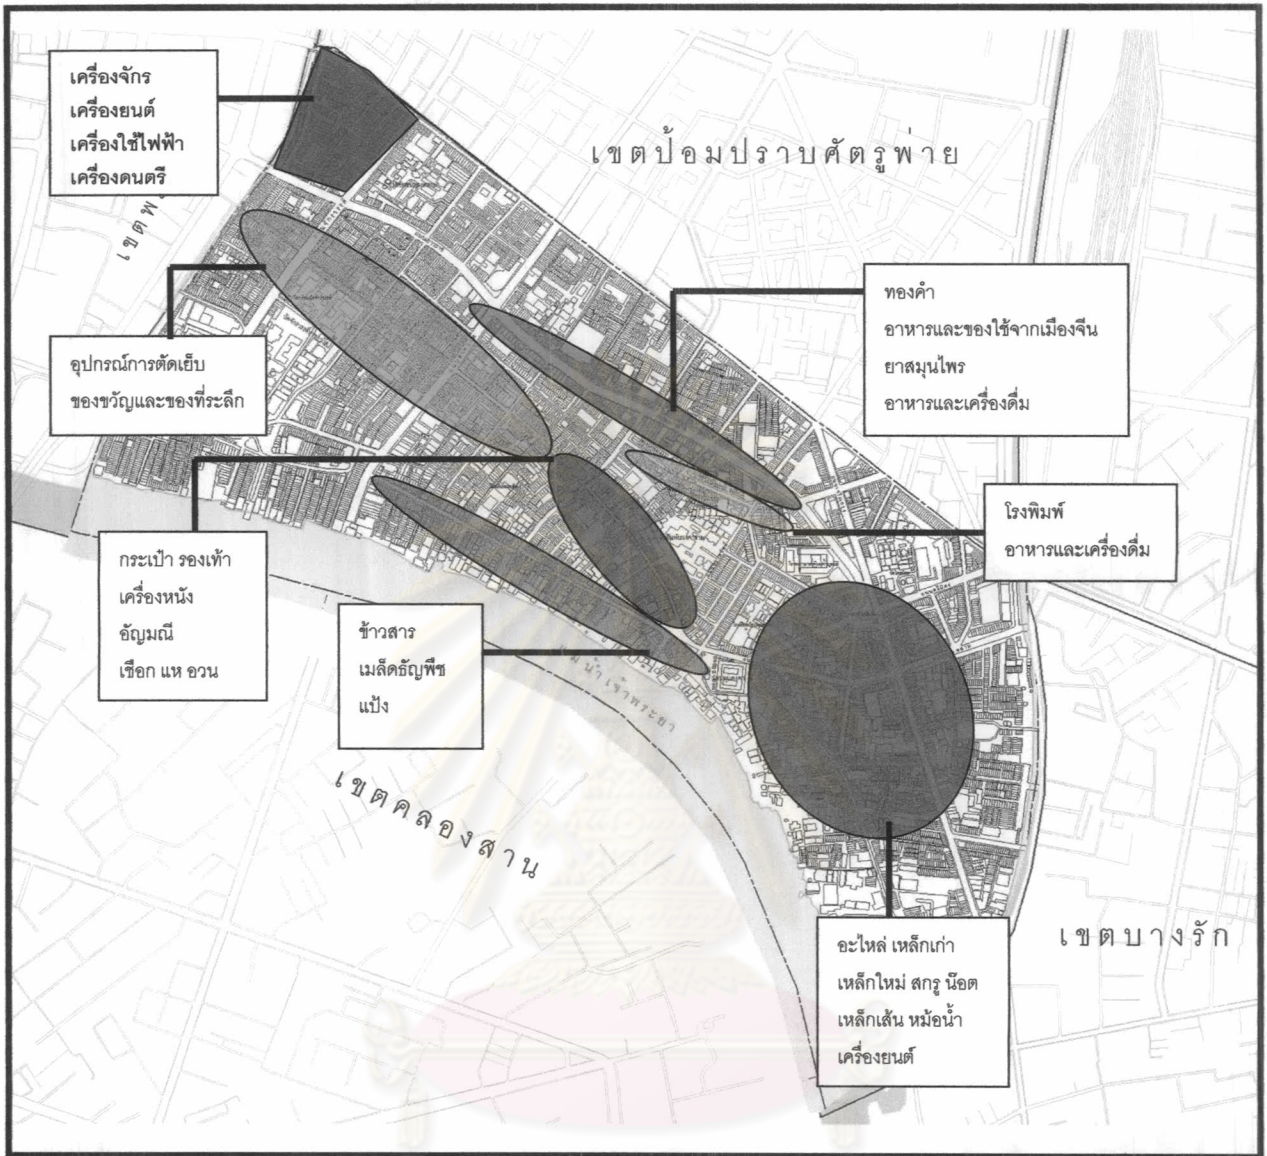 เครื่องจักร
เครื่องยนต์
เครื่องใช้ไฟฟ้า
เครื่องดนตรี
เขตป้อมปราบศัตรูพ่าย
ทองคำ
อาหารและของใช้จากเมืองจีน
ยาสมุนไพร
อาหารและเครื่องดื่ม
อุปกรณ์การตัดเย็บ
ของขวัญและของที่ระลึก
โรงพิมพ์
อาหารและเครื่องดื่ม
กระเป๋า รองเท้า
เครื่องหนัง
อัญมณี
เชือก แห อวน
ข้าวสาร
เมล็ดธัญพืช
แป้ง
แม่น้ำเจ้าพระยา
เขตคลองสาน
เขตบางรัก
อะไหล่ เหล็กเก่า
เหล็กใหม่ สกรู น๊อต
เหล็กเส้น หม้อน้ำ
เครื่องยนต์